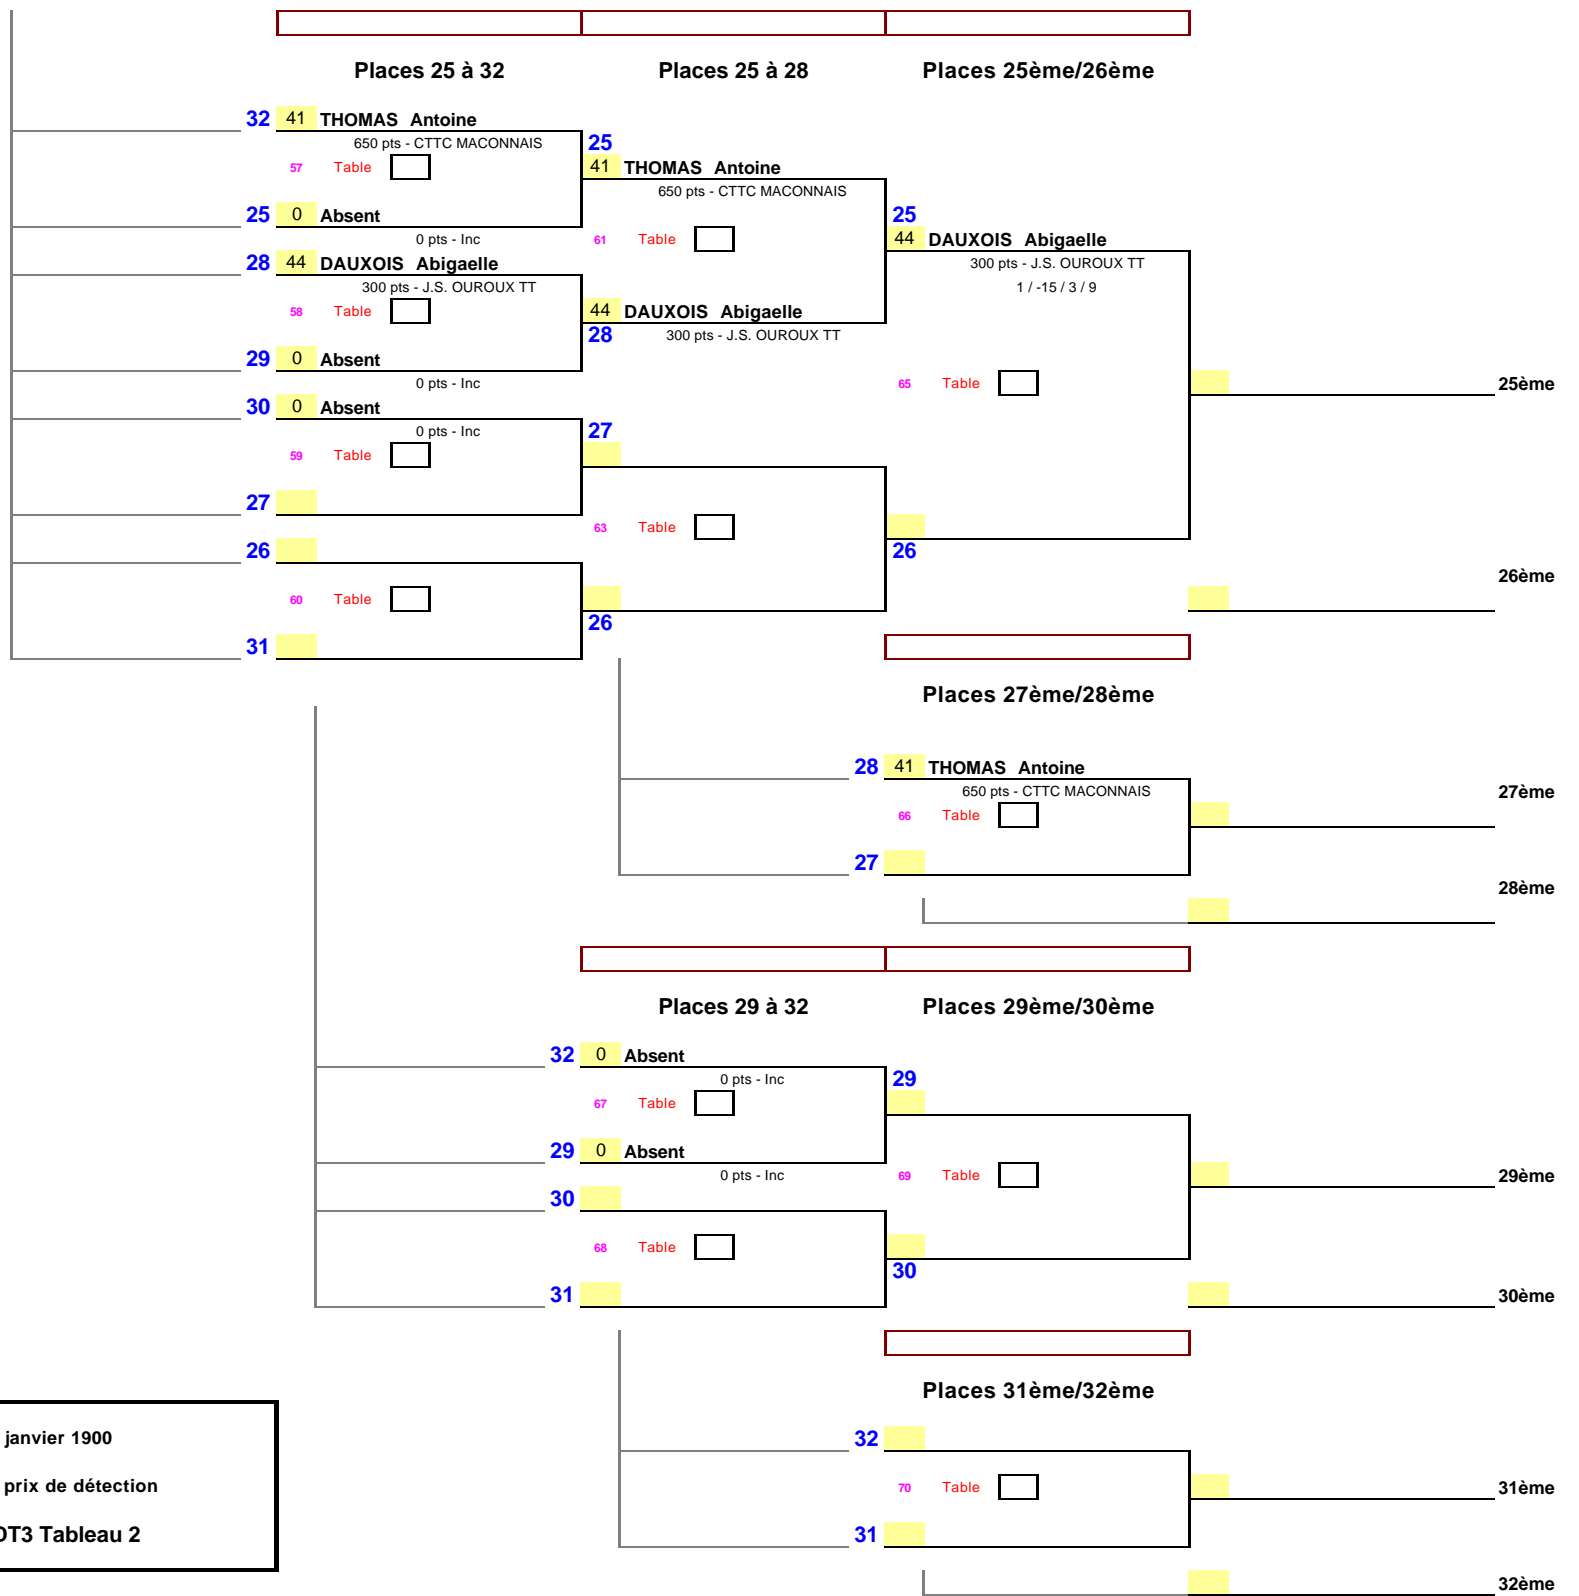 Places 25 à 32 Places 25 à 28 Places 25ème/26ème
32 41 THOMAS Antoine
650 pts - CTTC MACONNAIS 25
57 Table 41 THOMAS Antoine
650 pts - CTTC MACONNAIS
25 0 Absent 25
0 pts - Inc 61 Table 44 DAUXOIS Abigaelle
28 44 DAUXOIS Abigaelle 300 pts - J.S. OUROUX TT
300 pts - J.S. OUROUX TT 1 / -15 / 3 / 9
58 Table 44 DAUXOIS Abigaelle
28 300 pts - J.S. OUROUX TT
29 0 Absent
0 pts - Inc 65 Table 25ème
30 0 Absent
0 pts - Inc 27
59 Table
27
63 Table
26 26
26ème
60 Table
26
31
Places 27ème/28ème
28 41 THOMAS Antoine
650 pts - CTTC MACONNAIS 27ème
66 Table
27
28ème
Places 29 à 32 Places 29ème/30ème
32 0 Absent
0 pts - Inc 29
67 Table
29 0 Absent
0 pts - Inc 69 Table 29ème
30
68 Table
30
31 30ème
Places 31ème/32ème
janvier 1900 32
prix de détection 70 Table 31ème
OT3 Tableau 2 31
32ème